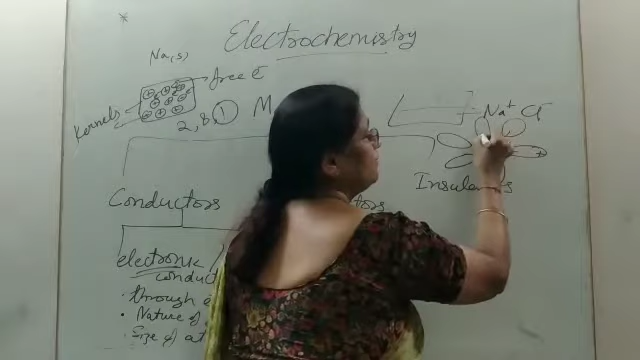 *
Electrochemistry
Na(s)
free e⁻
Kernels
2,8,1
M
Na⁺ Cl⁻
Conductors
Insulators
electronic
conduct
• through e
• Nature of
• Size of at